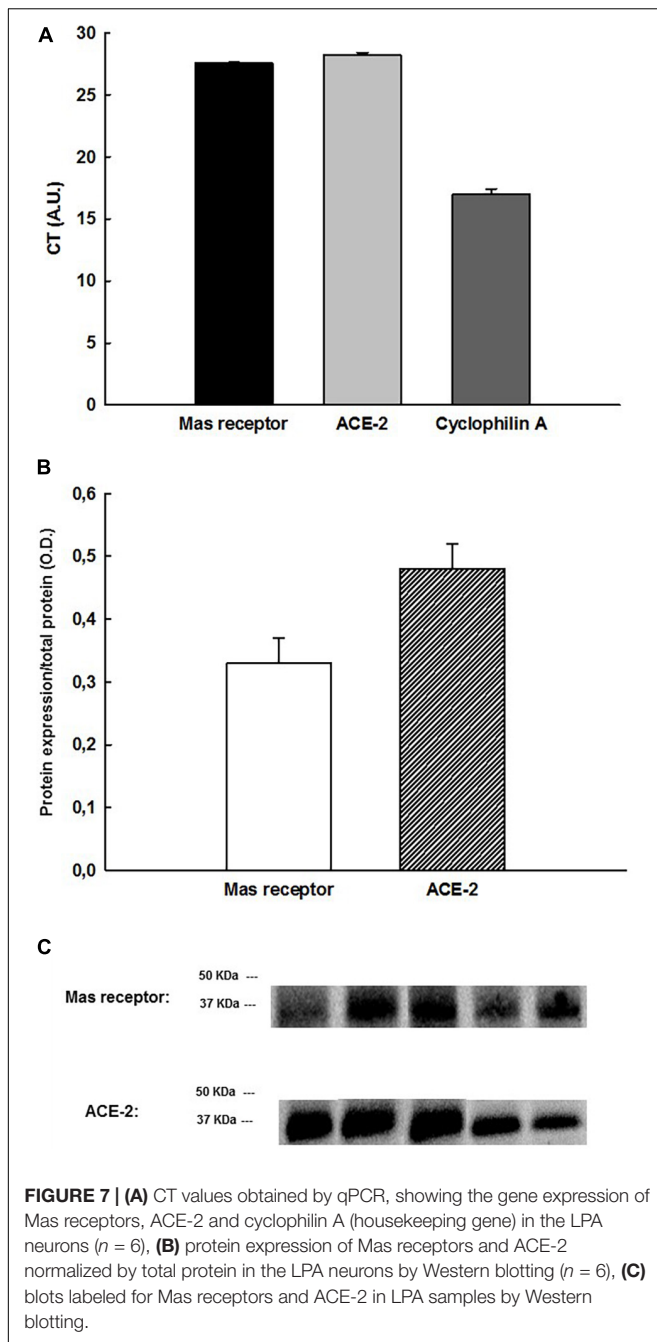 A
30
25
20
15
10
5
0
CT (A.U.)
Mas receptor
ACE-2
Cyclophilin A
B
0,6
0,5
0,4
0,3
0,2
0,1
0,0
Protein expression/total protein (O.D.)
Mas receptor
ACE-2
C
50 KDa ---
Mas receptor:
37 KDa ---
50 KDa ---
ACE-2:
37 KDa ---
FIGURE 7 | (A) CT values obtained by qPCR, showing the gene expression of
Mas receptors, ACE-2 and cyclophilin A (housekeeping gene) in the LPA
neurons (n = 6), (B) protein expression of Mas receptors and ACE-2
normalized by total protein in the LPA neurons by Western blotting (n = 6), (C)
blots labeled for Mas receptors and ACE-2 in LPA samples by Western
blotting.